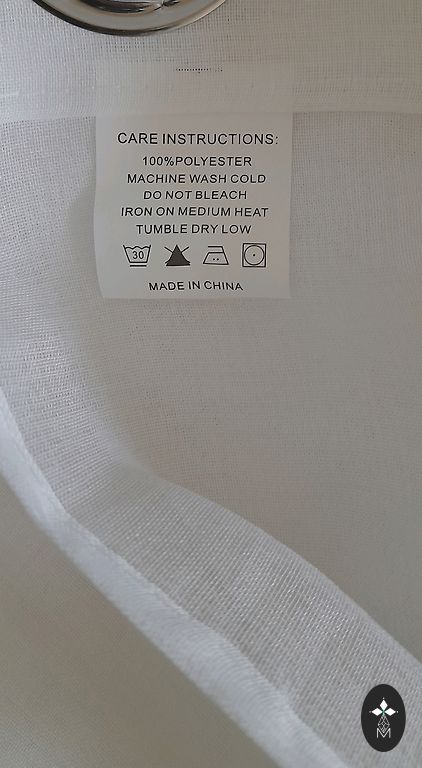 CARE INSTRUCTIONS:
100%POLYESTER
MACHINE WASH COLD
DO NOT BLEACH
IRON ON MEDIUM HEAT
TUMBLE DRY LOW
30
MADE IN CHINA
M